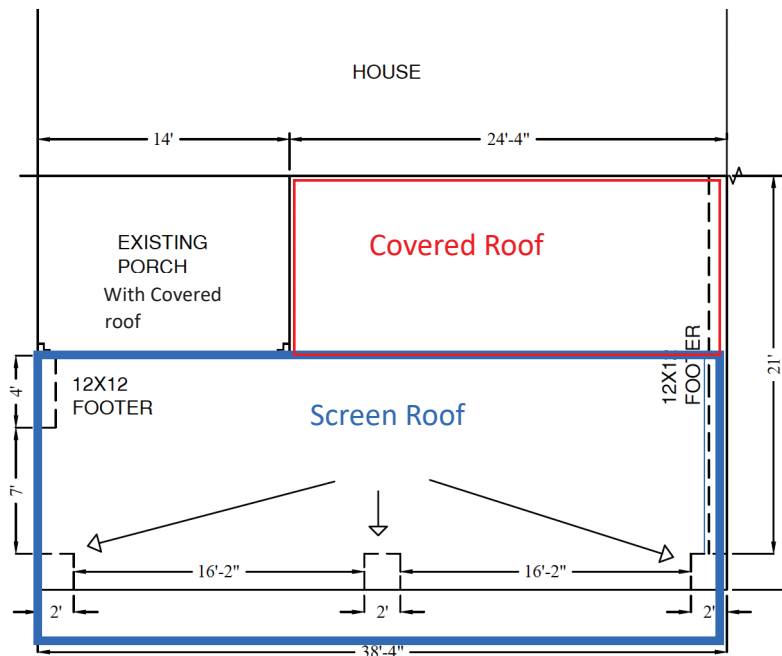 HOUSE
14'
24'-4"
EXISTING
PORCH
With Covered
roof
Covered Roof
21'
4'
12X12
FOOTER
12X12
FOOTER
Screen Roof
7'
16'-2"
16'-2"
2'
2'
2'
38'-4"